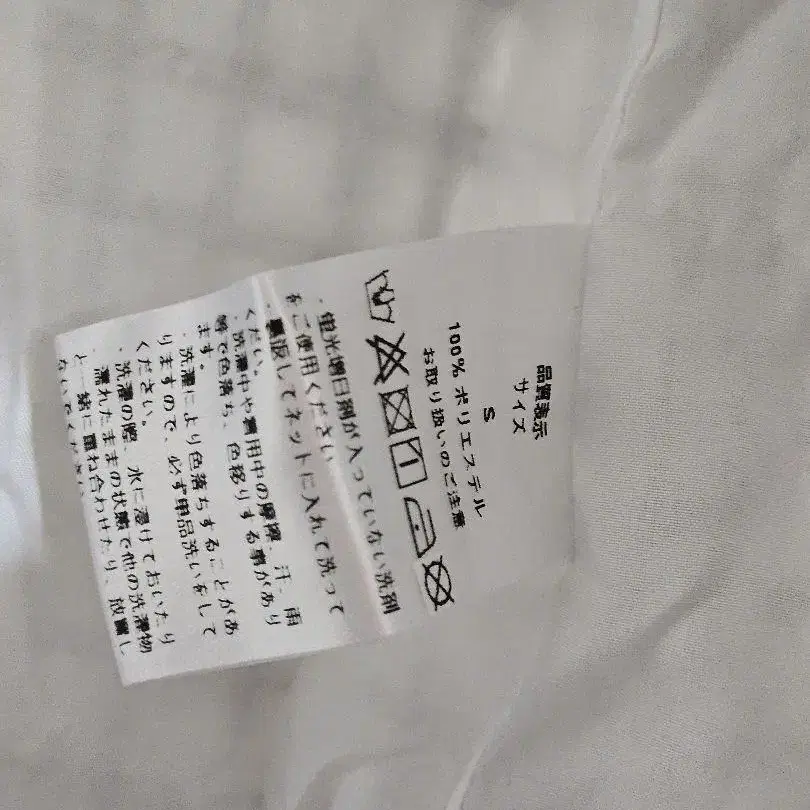 品質表示
サイズ
S
100% ポリエステル
お取り扱いのご注意
・蛍光増白剤が入っていない洗剤
をご使用ください
・裏返してネットに入れて洗って
ください。
・洗濯中や着用中の摩擦、汗、雨
等で色落ち、色移りする事があり
ます。
・洗濯により色落ちすることがあ
りますので、必ず単品洗いをして
ください。
・洗濯の際、水に浸けておいたり
・濡れたままの状態で他の洗濯物
と一緒に重ね合わせたり、放置し
ないでください